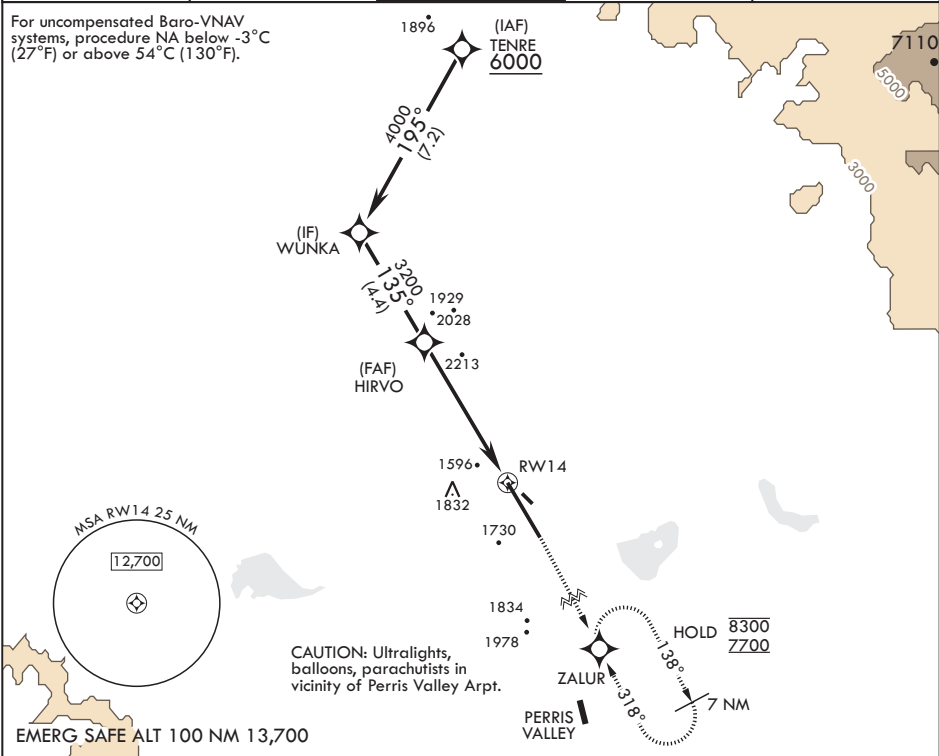 For uncompensated Baro-VNAV
systems, procedure NA below -3°C
(27°F) or above 54°C (130°F).
1896
(IAF)
TENRE
6000
7110
5000
4000
195°
(7.2)
3000
(IF)
WUNKA
3200
135°
(4.4)
1929
2028
2213
(FAF)
HIRVO
1596
RW14
1832
MSA RW14 25 NM
12,700
1730
1834
1978
HOLD 8300
7700
138°
318°
7 NM
ZALUR
CAUTION: Ultralights,
balloons, parachutists in
vicinity of Perris Valley Arpt.
PERRIS
VALLEY
EMERG SAFE ALT 100 NM 13,700